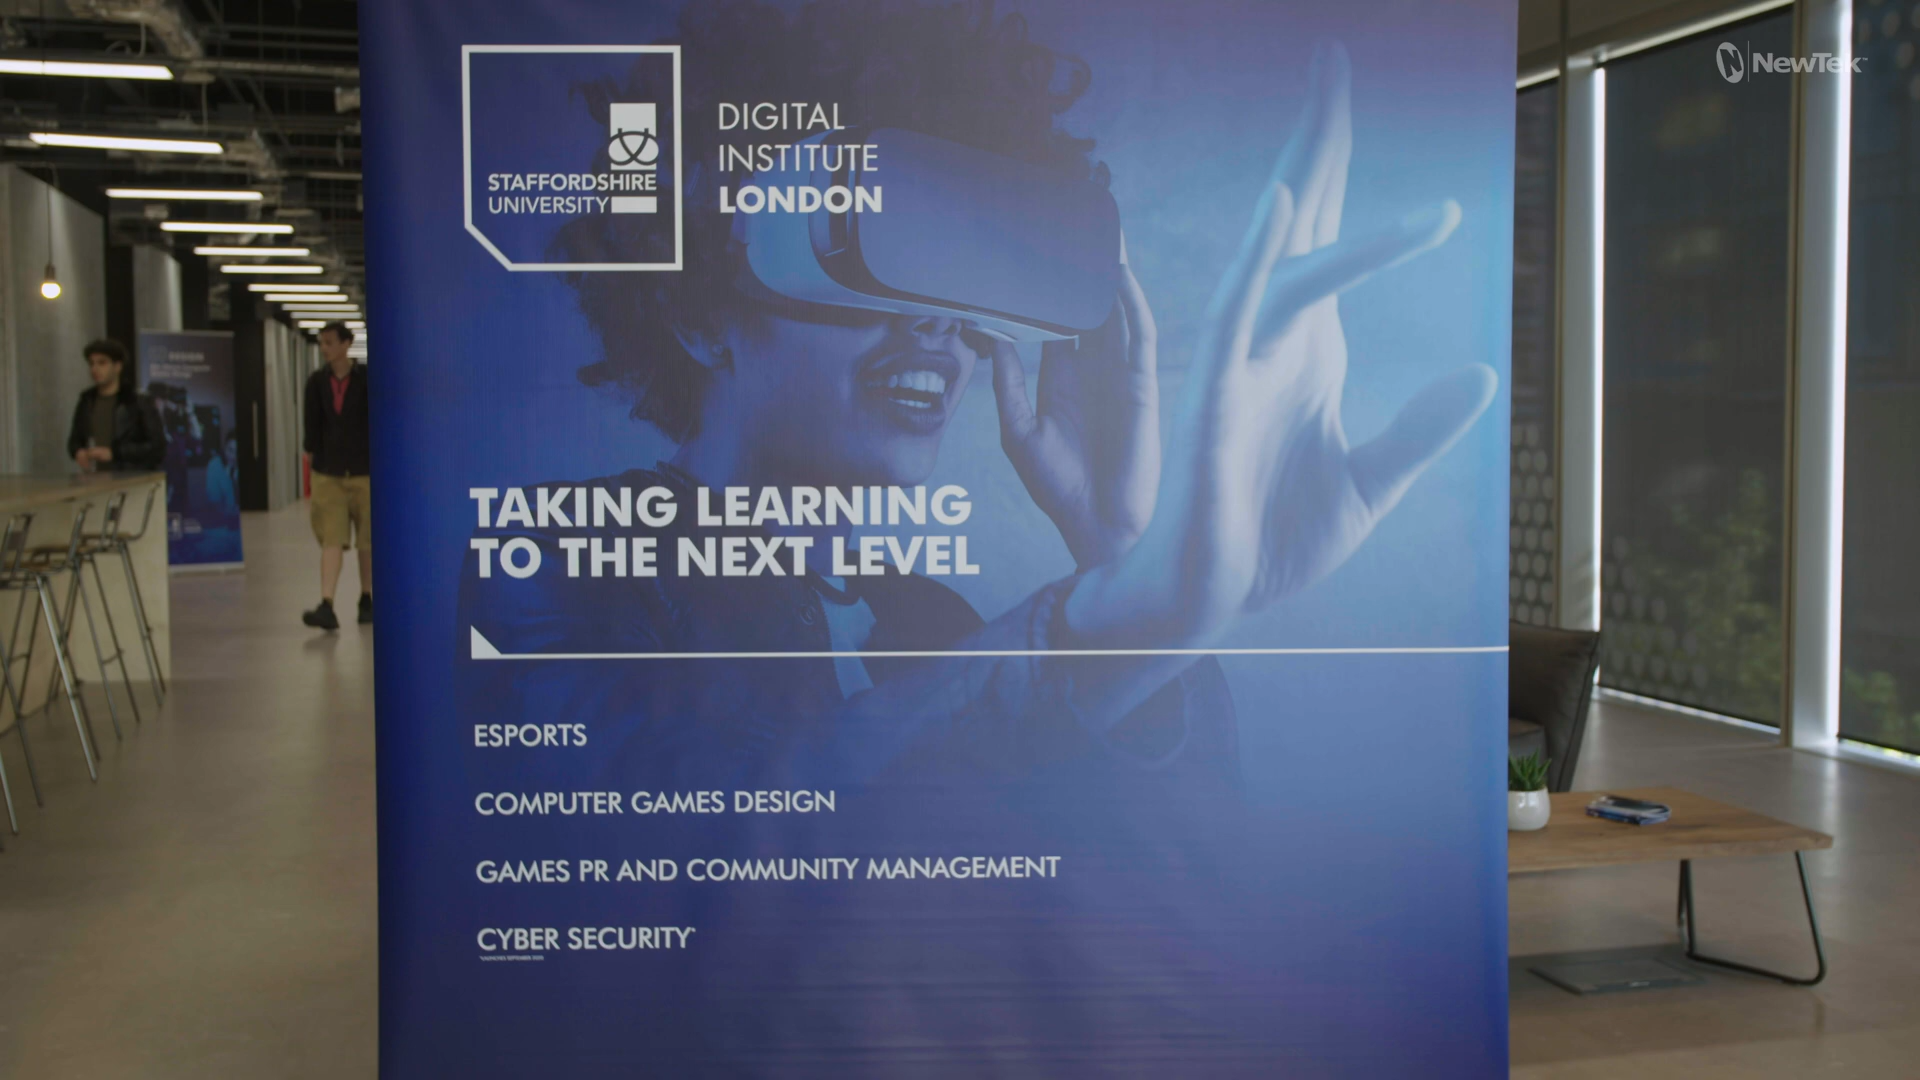 NewTek
STAFFORDSHIRE
UNIVERSITY
DIGITAL
INSTITUTE
LONDON
TAKING LEARNING
TO THE NEXT LEVEL
ESPORTS
COMPUTER GAMES DESIGN
GAMES PR AND COMMUNITY MANAGEMENT
CYBER SECURITY*